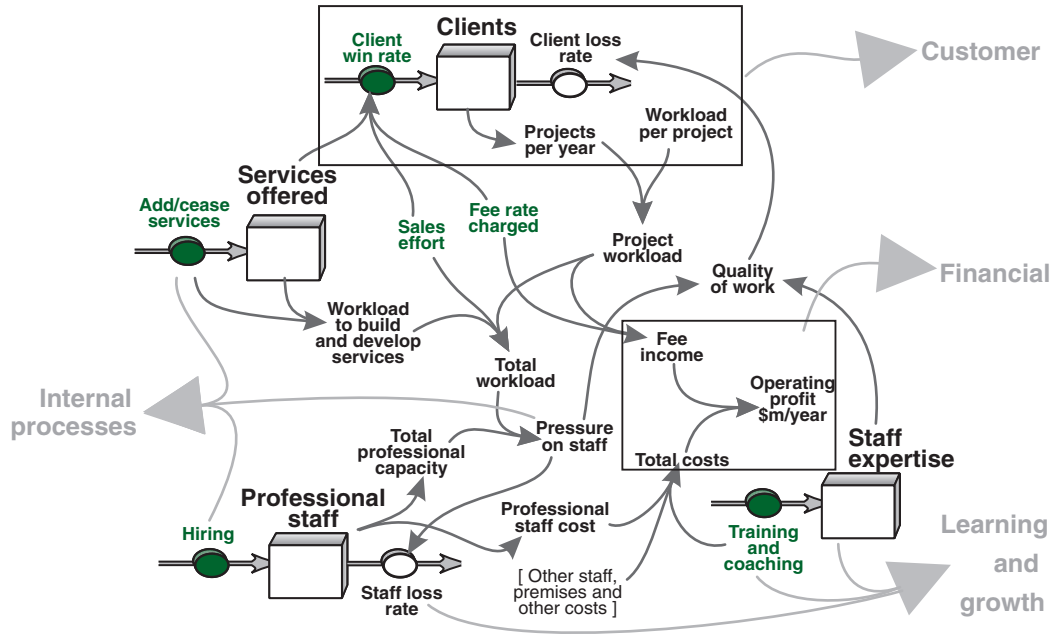 Clients
Client
win rate
Client loss
rate
Customer
Workload
per project
Projects
per year
Services
offered
Add/cease
services
Sales
effort
Fee rate
charged
Project
workload
Quality
of work
Financial
Workload
to build
and develop
services
Fee
income
Total
workload
Operating
profit
$m/year
Internal
processes
Total
professional
capacity
Pressure
on staff
Total costs
Staff
expertise
Professional
staff
Professional
staff cost
Hiring
Training
and
coaching
Learning
and
growth
[ Other staff,
premises and
other costs ]
Staff loss
rate